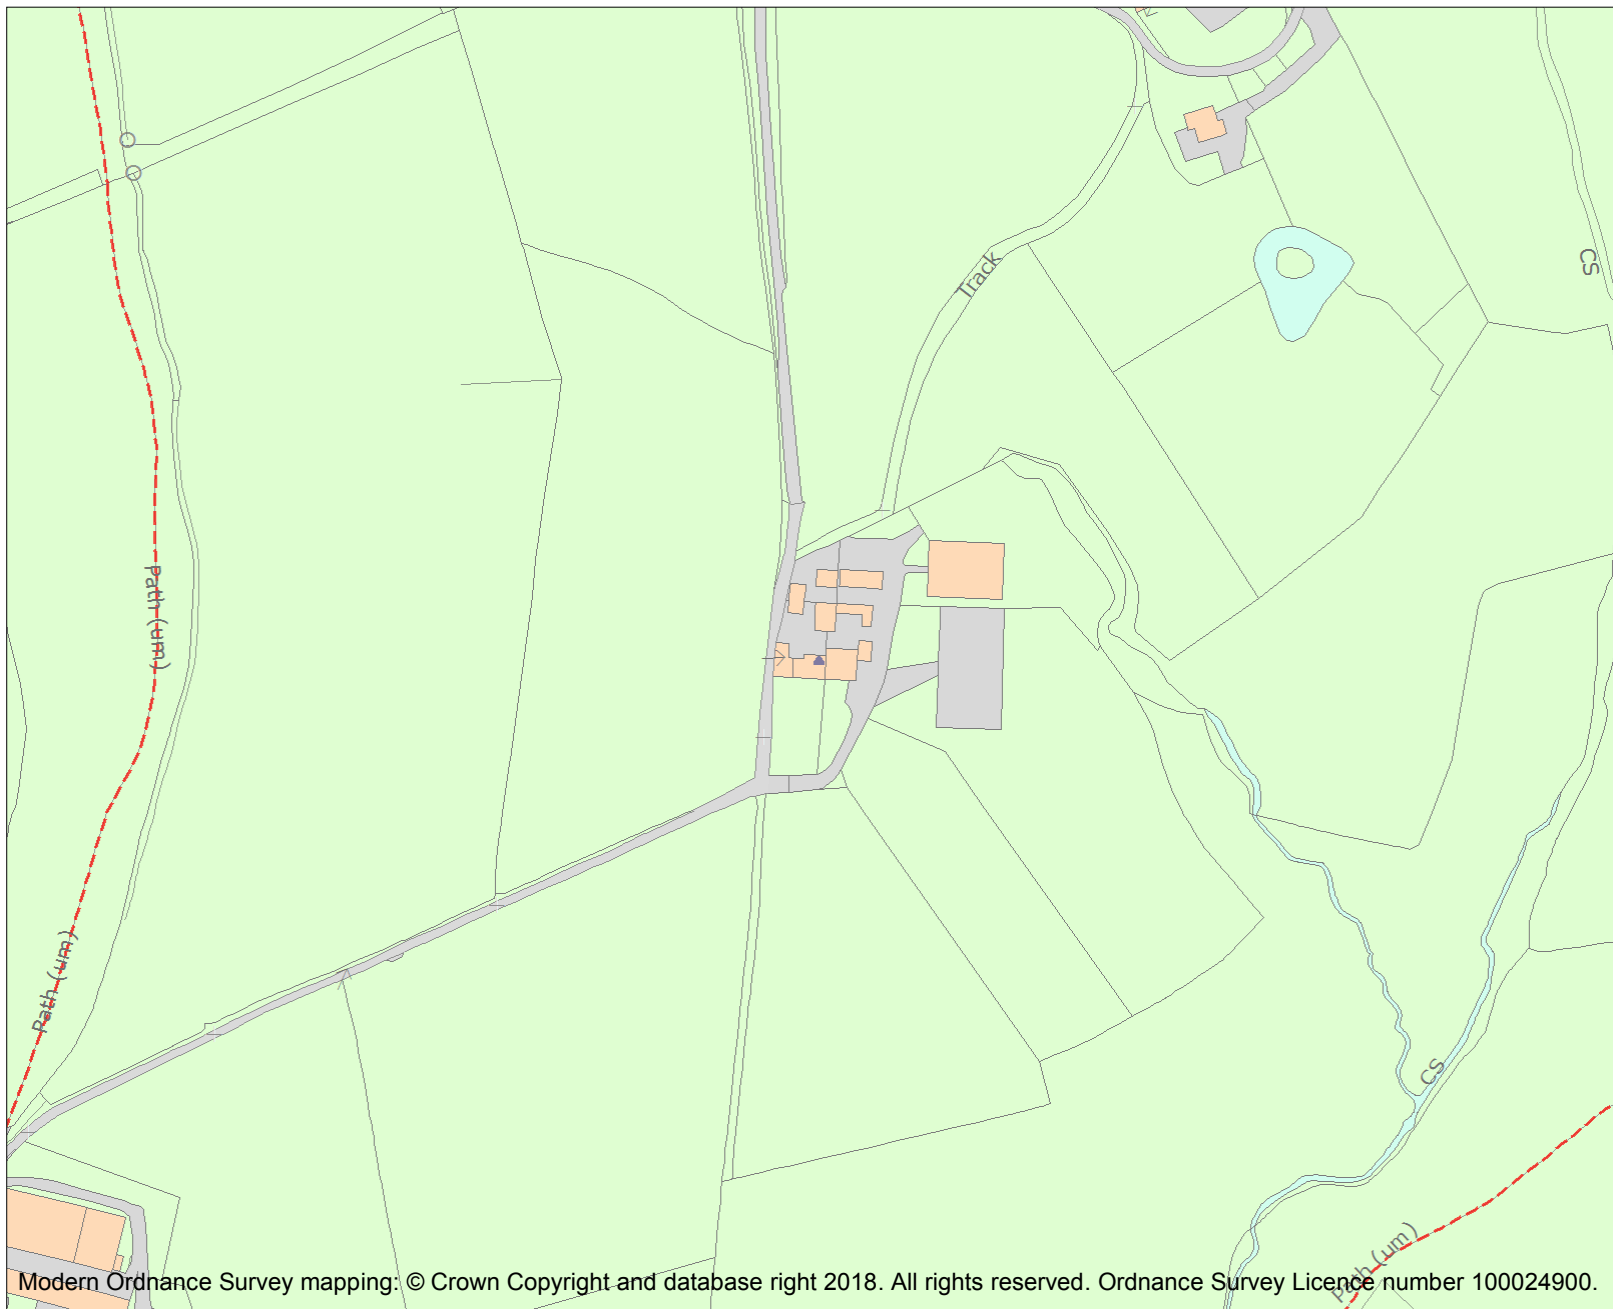 CS
Track
Path (um)
Path (um)
CS
Path (um)
Modern Ordnance Survey mapping: © Crown Copyright and database right 2018. All rights reserved. Ordnance Survey Licence number 100024900.